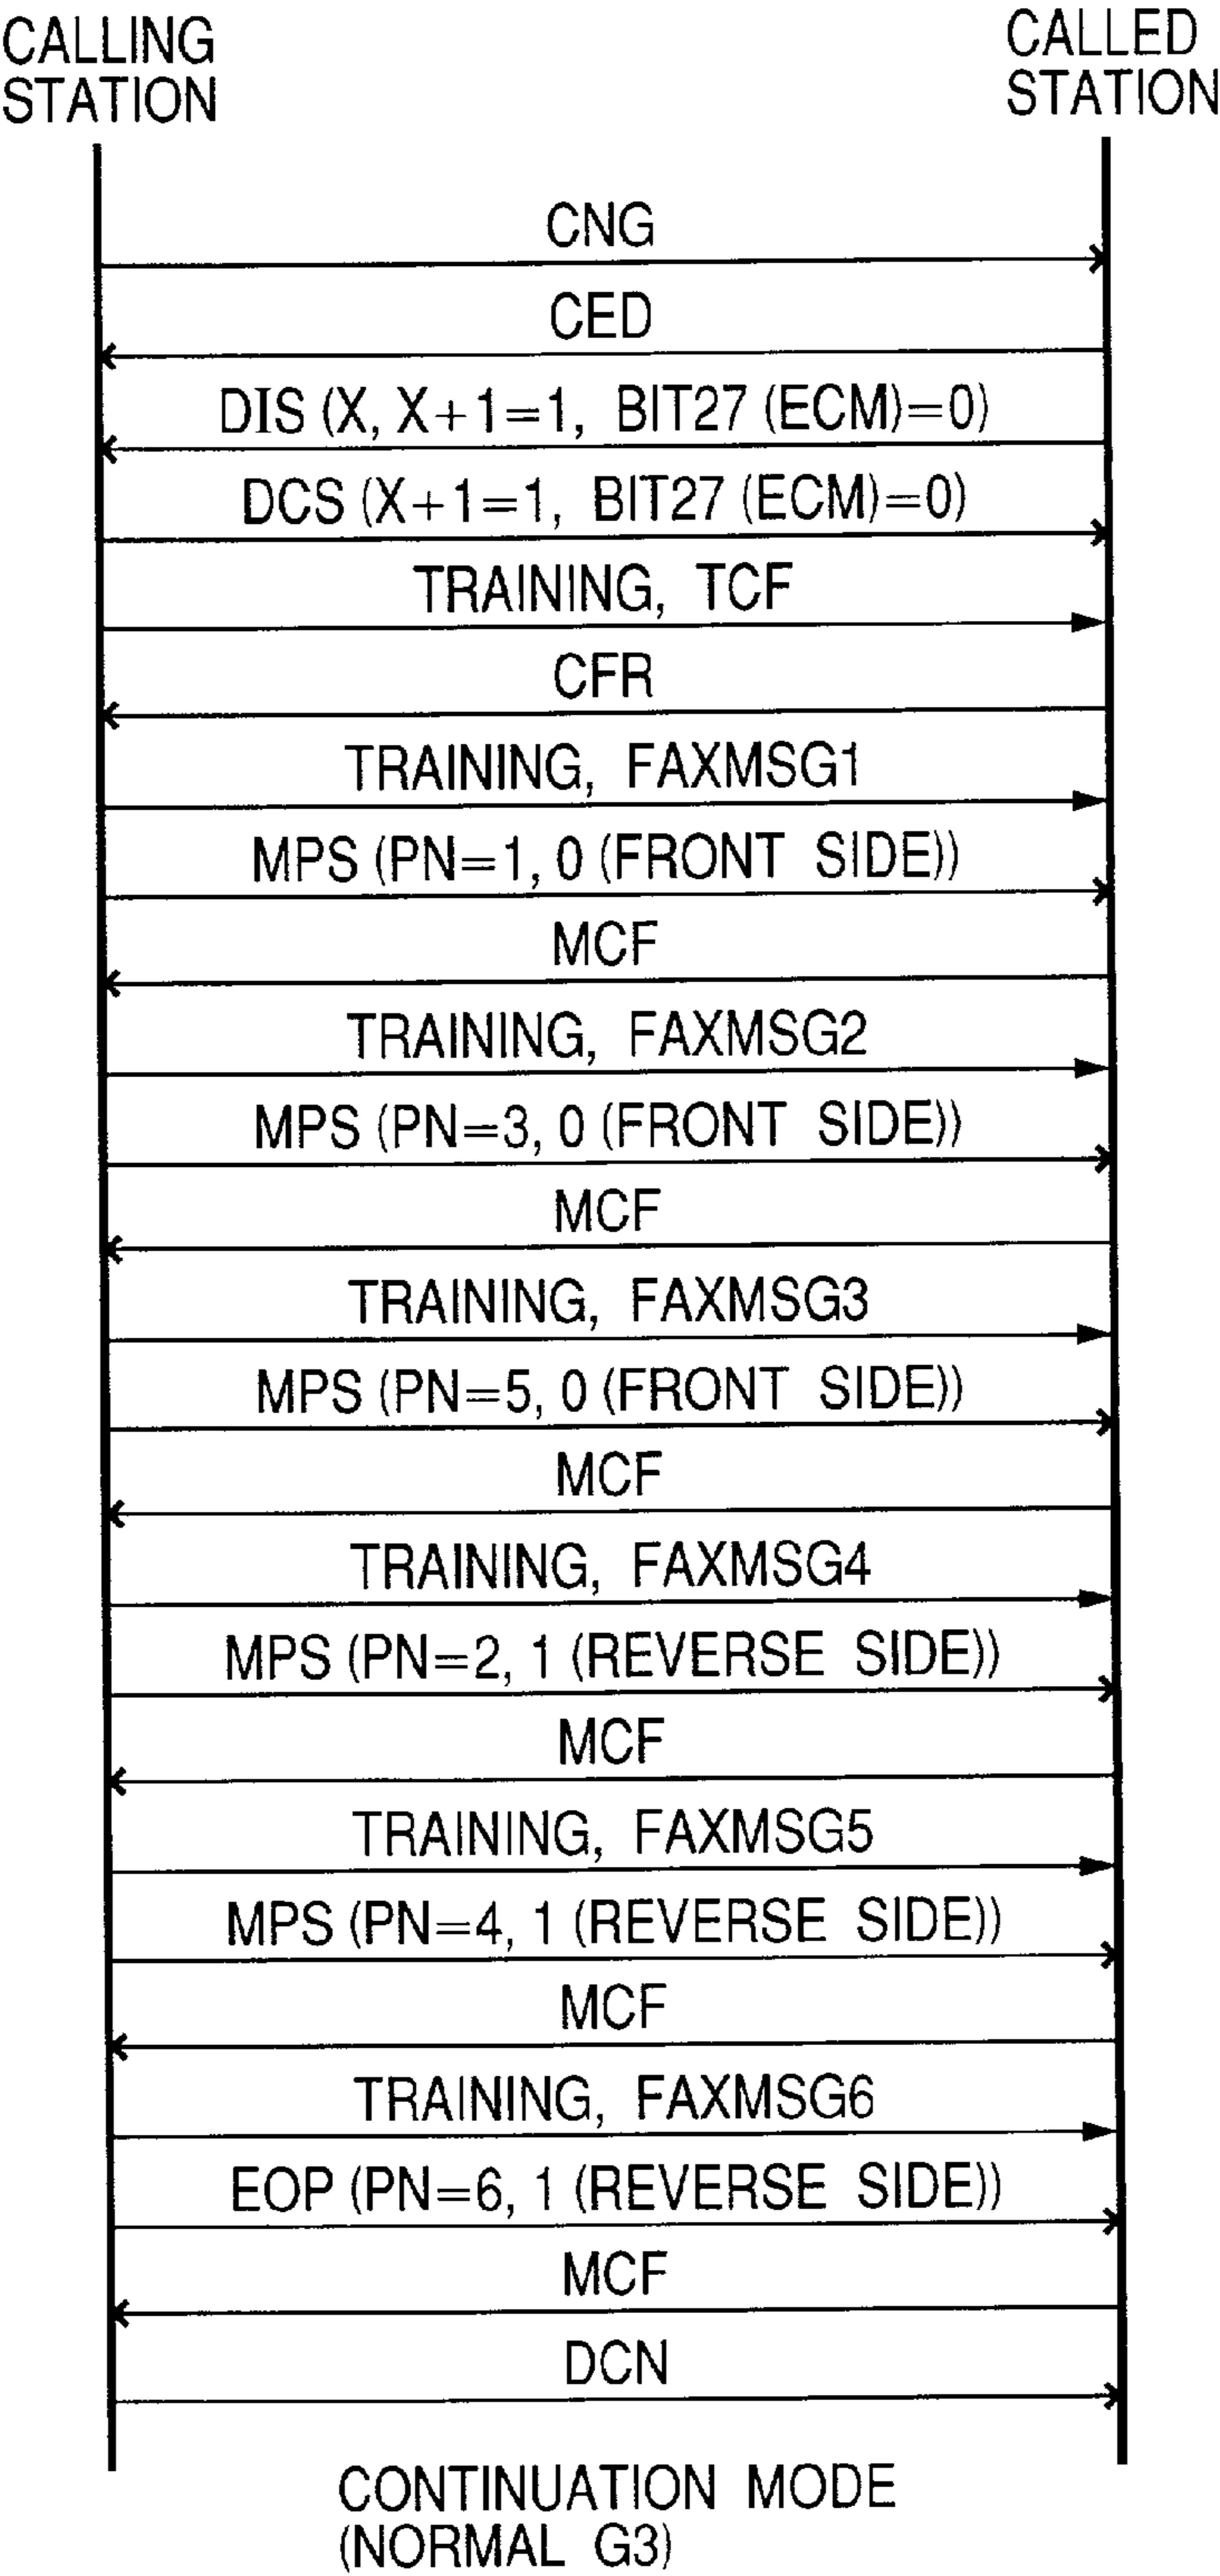 CALLING
STATION
CALLED
STATION
CNG
CED
DIS (X, X+1=1, BIT27 (ECM)=0)
DCS (X+1=1, BIT27 (ECM)=0)
TRAINING, TCF
CFR
TRAINING, FAXMSG1
MPS (PN=1, 0 (FRONT SIDE))
MCF
TRAINING, FAXMSG2
MPS (PN=3, 0 (FRONT SIDE))
MCF
TRAINING, FAXMSG3
MPS (PN=5, 0 (FRONT SIDE))
MCF
TRAINING, FAXMSG4
MPS (PN=2, 1 (REVERSE SIDE))
MCF
TRAINING, FAXMSG5
MPS (PN=4, 1 (REVERSE SIDE))
MCF
TRAINING, FAXMSG6
EOP (PN=6, 1 (REVERSE SIDE))
MCF
DCN
CONTINUATION MODE
(NORMAL G3)